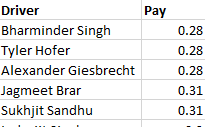 Driver Pay
Bharminder Singh 0.28
Tyler Hofer 0.28
Alexander Giesbrecht 0.28
Jagmeet Brar 0.31
Sukhjit Sandhu 0.31